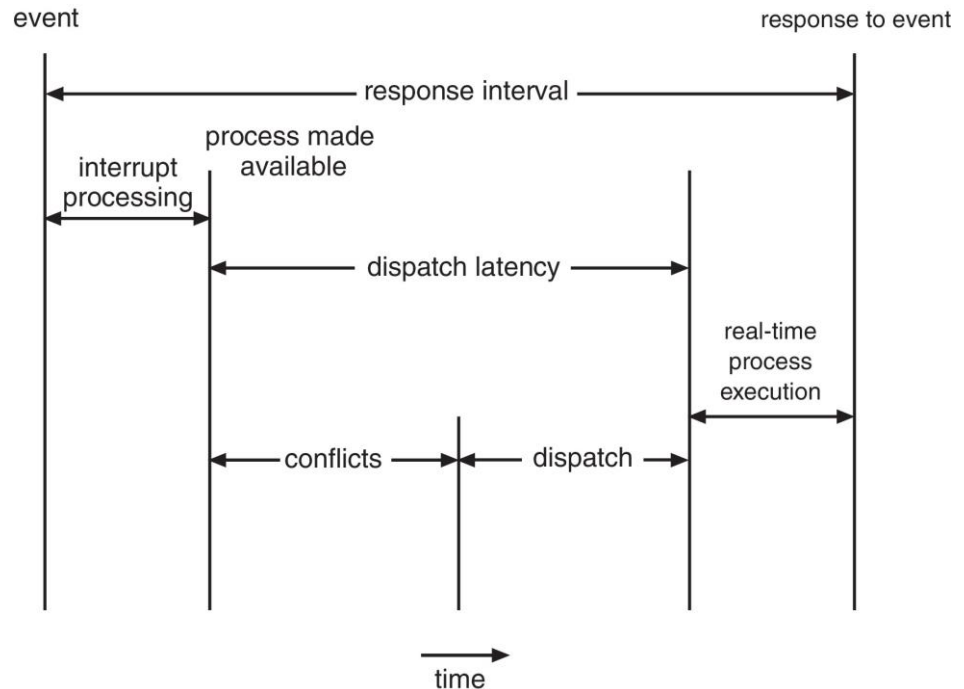 event
response to event
response interval
process made
available
interrupt
processing
dispatch latency
real-time
process
execution
conflicts
dispatch
time